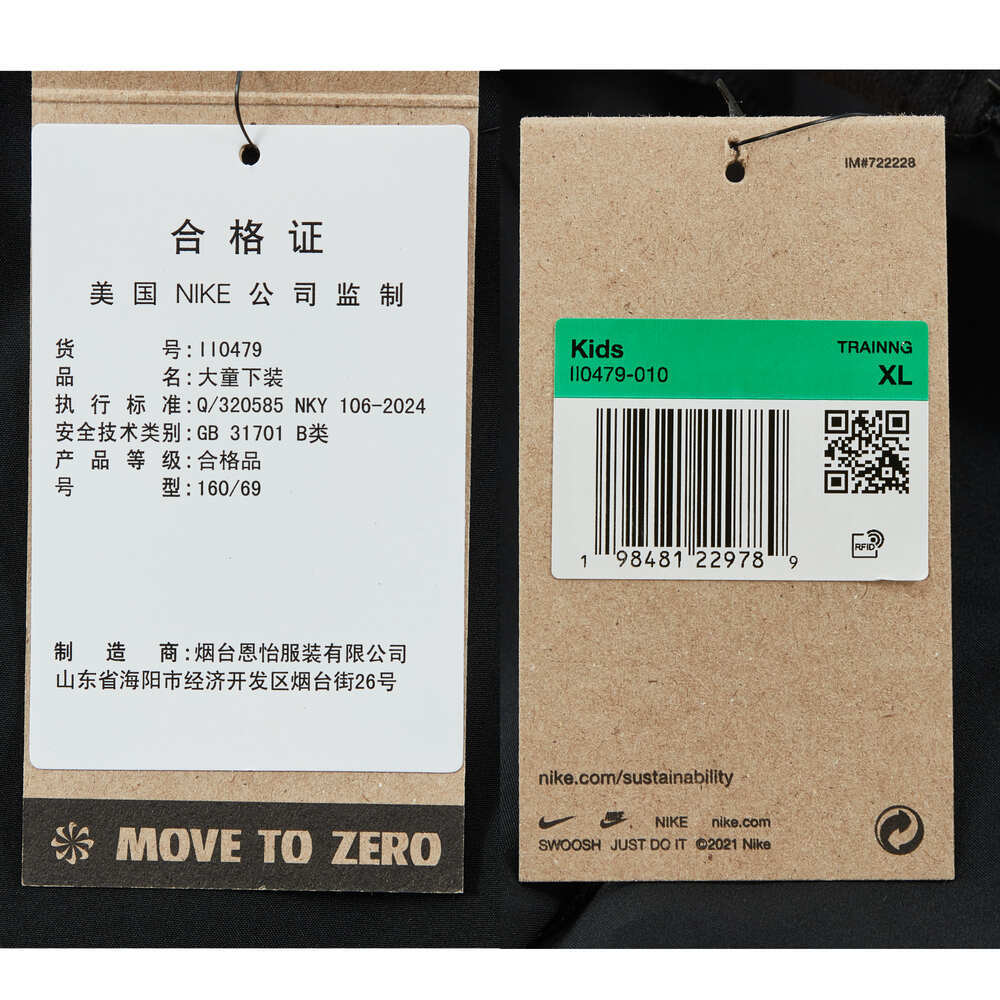 合格证
美国 NIKE 公司监制
货号:II0479
品名:大童下装
执行标准:Q/320585 NKY 106-2024
安全技术类别:GB 31701 B类
产品等级:合格品
号型:160/69
制造商:烟台恩怡服装有限公司
山东省海阳市经济开发区烟台街26号
MOVE TO ZERO
IM#722228
Kids
TRAINNG
II0479-010
XL
1 98481 22978 9
RFID
nike.com/sustainability
NIKE nike.com
SWOOSH JUST DO IT ©2021 Nike